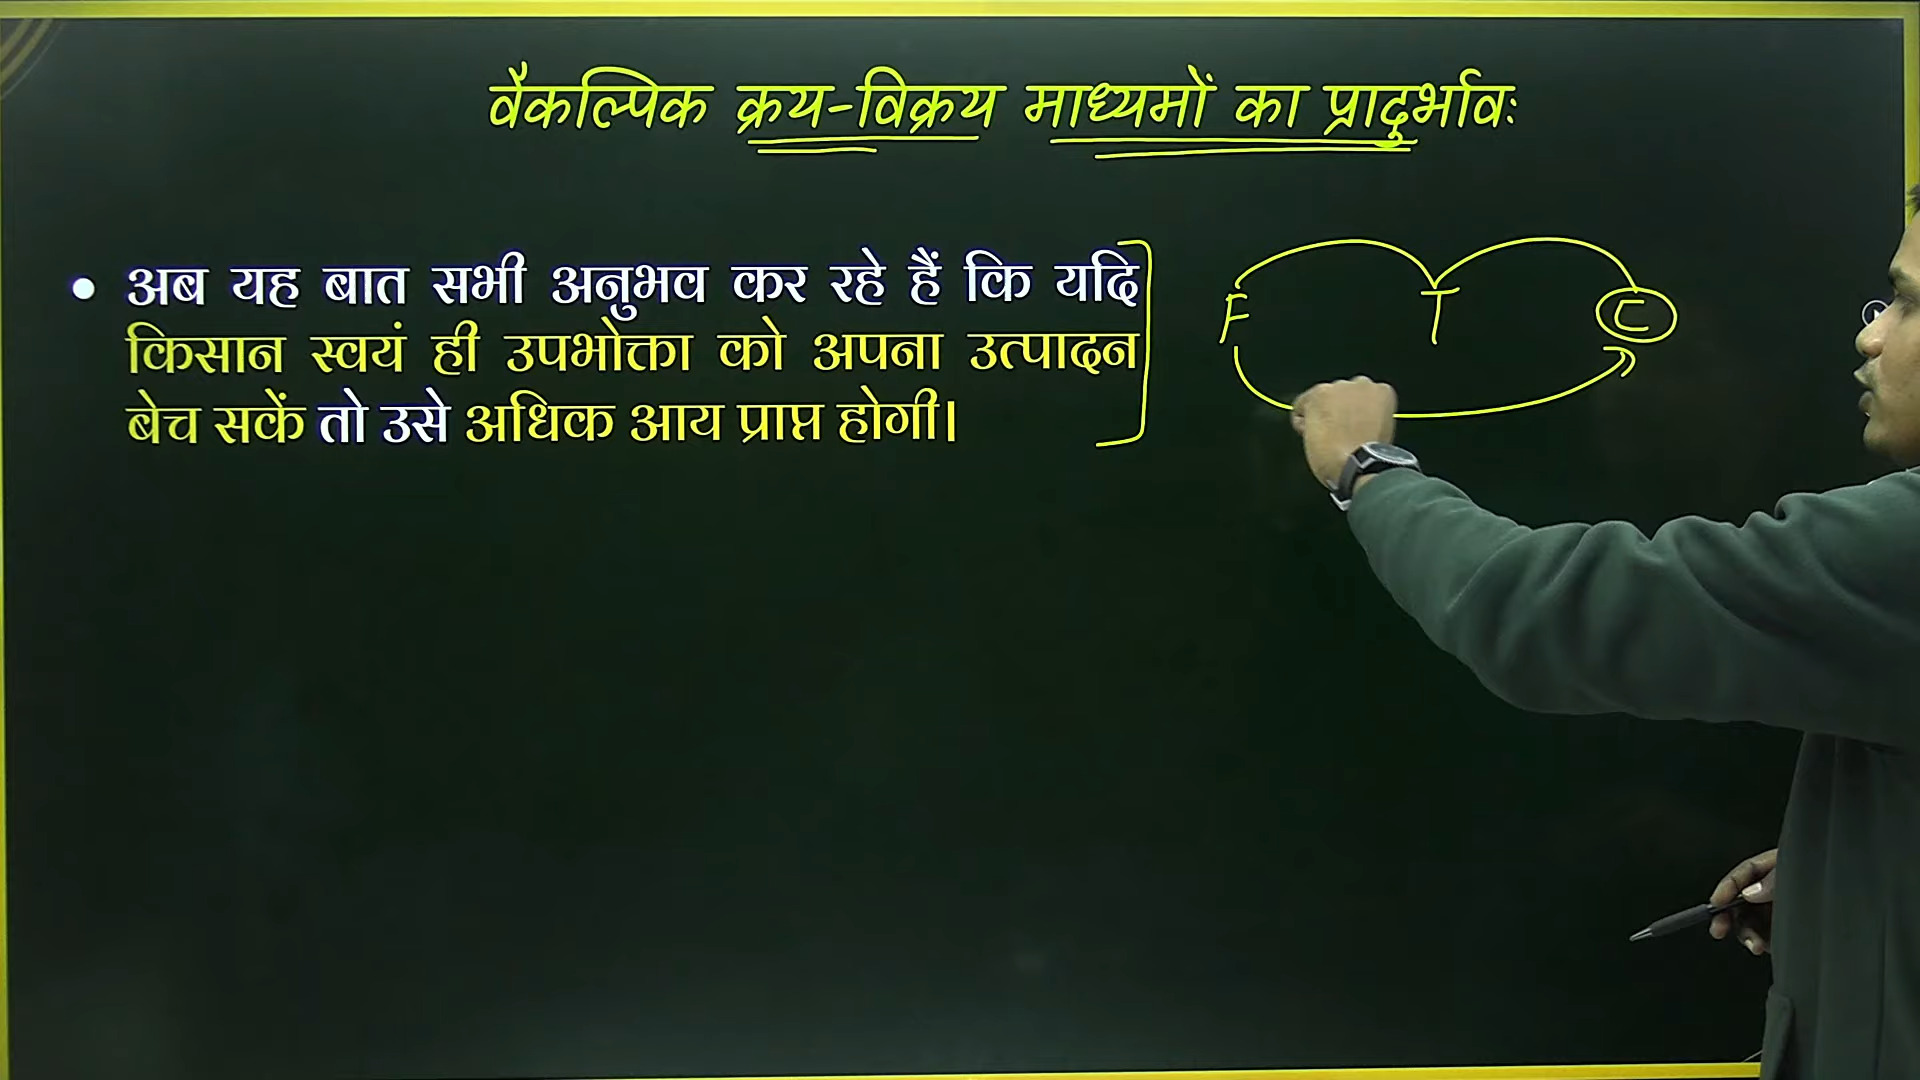 वैकल्पिक क्रय-विक्रय माध्यमों का प्रादुर्भावः
• अब यह बात सभी अनुभव कर रहे हैं कि यदि
किसान स्वयं ही उपभोक्ता को अपना उत्पादन
बेच सकें तो उसे अधिक आय प्राप्त होगी।
F T C